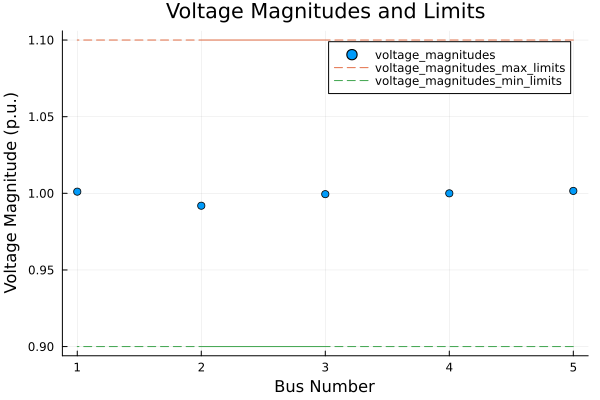 Voltage Magnitudes and Limits
Voltage Magnitude (p.u.)
1.10
1.05
1.00
0.95
0.90
voltage_magnitudes
voltage_magnitudes_max_limits
voltage_magnitudes_min_limits
1 2 3 4 5
Bus Number